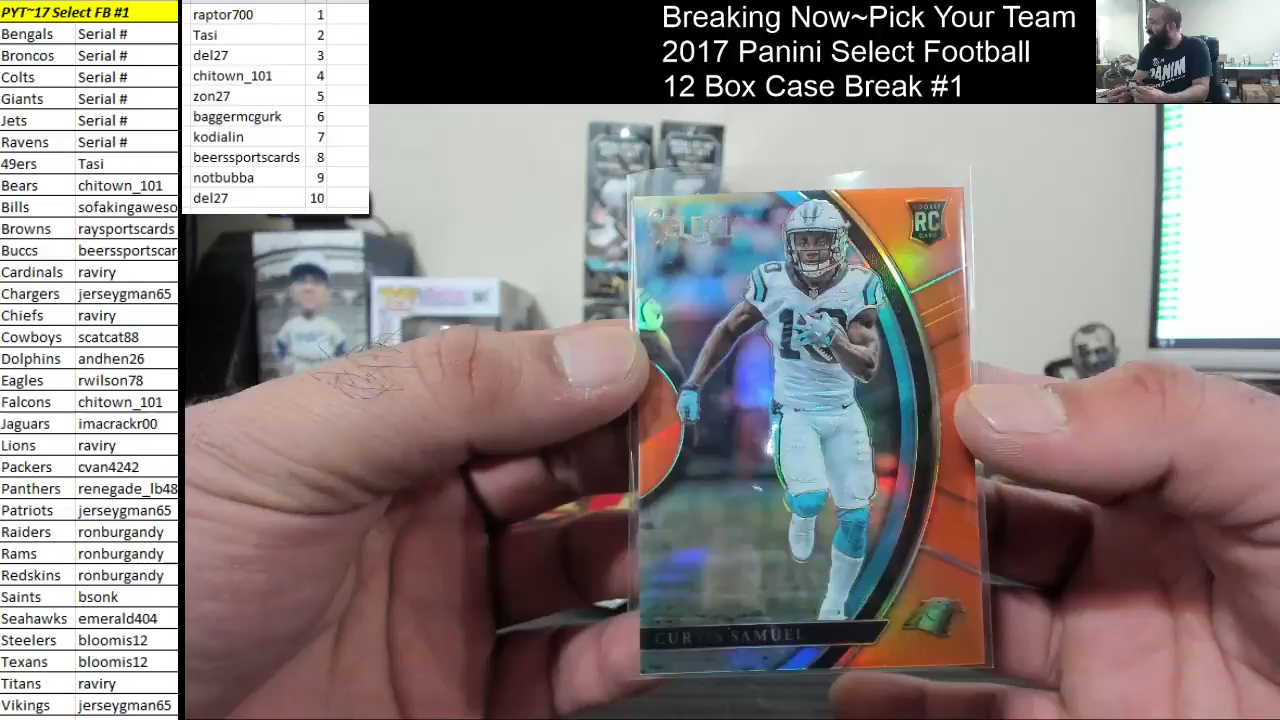 PYT~17 Select FB #1
Bengals Serial #
Broncos Serial #
Colts Serial #
Giants Serial #
Jets Serial #
Ravens Serial #
49ers Tasi
Bears chitown_101
Bills sofakingaweso
Browns raysportscards
Buccs beerssportscar
Cardinals raviry
Chargers jerseygman65
Chiefs raviry
Cowboys scatcat88
Dolphins andhen26
Eagles rwilson78
Falcons chitown_101
Jaguars imacrackr00
Lions raviry
Packers cvan4242
Panthers renegade_lb48
Patriots jerseygman65
Raiders ronburgandy
Rams ronburgandy
Redskins ronburgandy
Saints bsonk
Seahawks emerald404
Steelers bloomis12
Texans bloomis12
Titans raviry
Vikings jerseygman65
raptor700 1
Tasi 2
del27 3
chitown_101 4
zon27 5
baggermcgurk 6
kodialin 7
beerssportscards 8
notbubba 9
del27 10
Breaking Now~Pick Your Team
2017 Panini Select Football
12 Box Case Break #1
PANINI
SELECT
ROOKIE
RC
CARD
10
CURTIS SAMUEL